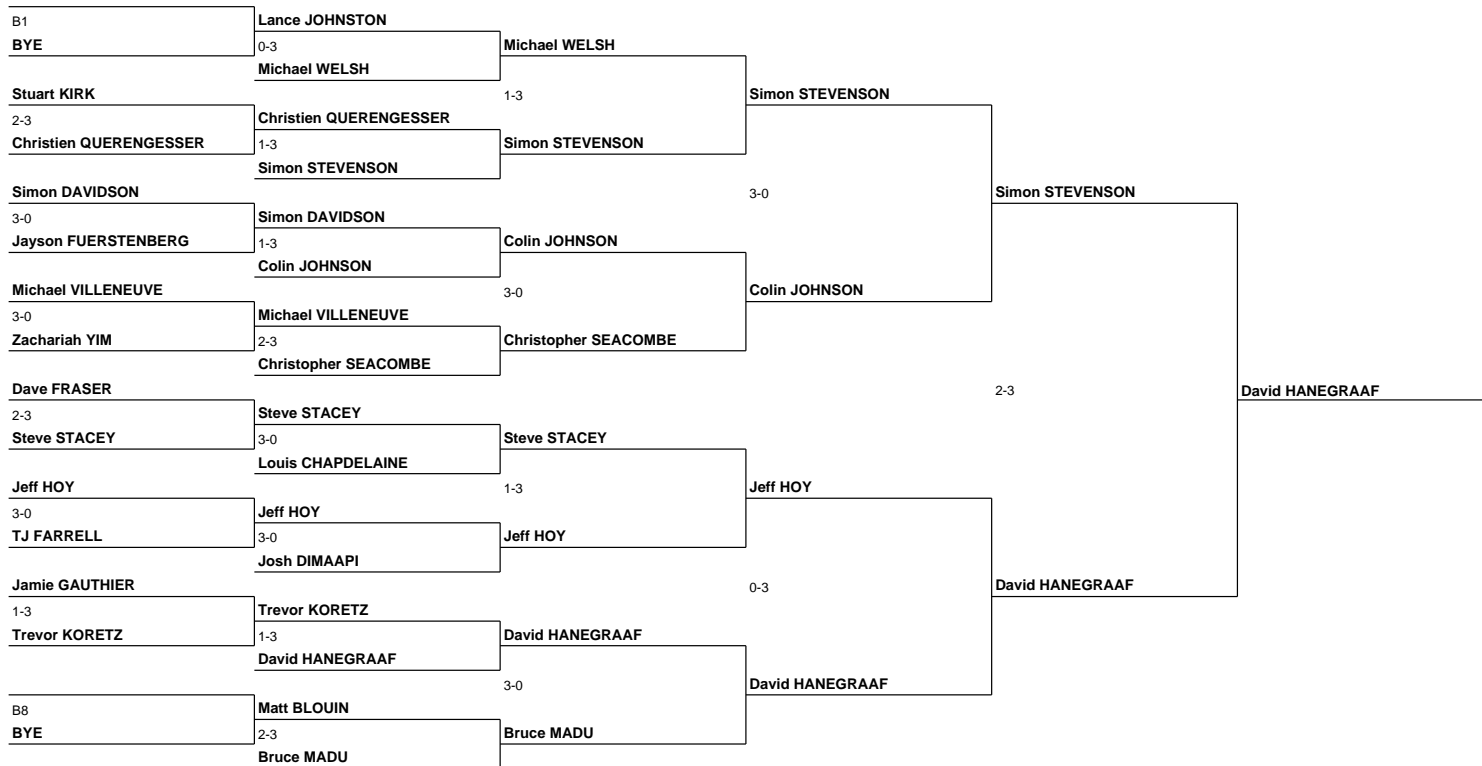 B1
BYE
Stuart KIRK
2-3
Christien QUERENGESSER
Simon DAVIDSON
3-0
Jayson FUERSTENBERG
Michael VILLENEUVE
3-0
Zachariah YIM
Dave FRASER
2-3
Steve STACEY
Jeff HOY
3-0
TJ FARRELL
Jamie GAUTHIER
1-3
Trevor KORETZ
B8
BYE
Lance JOHNSTON
0-3
Michael WELSH
Christien QUERENGESSER
1-3
Simon STEVENSON
Simon DAVIDSON
1-3
Colin JOHNSON
Michael VILLENEUVE
2-3
Christopher SEACOMBE
Steve STACEY
3-0
Louis CHAPDELAINE
Jeff HOY
3-0
Josh DIMAAPI
Trevor KORETZ
1-3
David HANEGRAAF
Matt BLOUIN
2-3
Bruce MADU
Michael WELSH
1-3
Simon STEVENSON
Colin JOHNSON
3-0
Christopher SEACOMBE
Steve STACEY
1-3
Jeff HOY
David HANEGRAAF
3-0
Bruce MADU
Simon STEVENSON
3-0
Colin JOHNSON
Jeff HOY
0-3
David HANEGRAAF
Simon STEVENSON
2-3
David HANEGRAAF
David HANEGRAAF